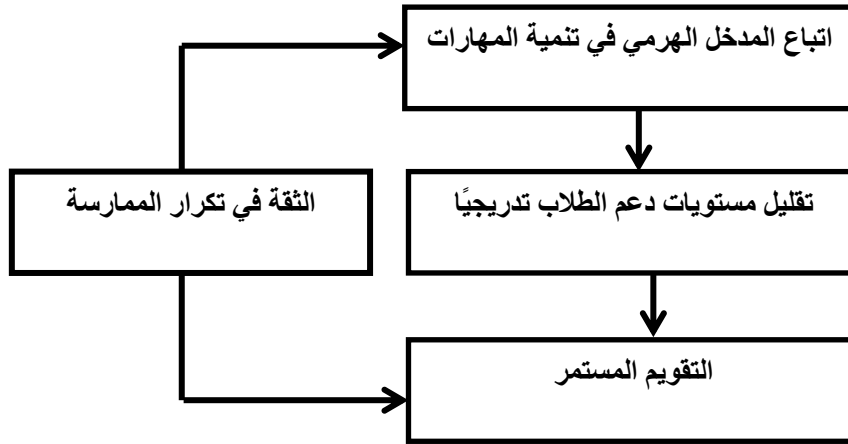 اتباع المدخل الهرمي في تنمية المهارات
الثقة في تكرار الممارسة
تقليل مستويات دعم الطلاب تدريجيًا
التقويم المستمر